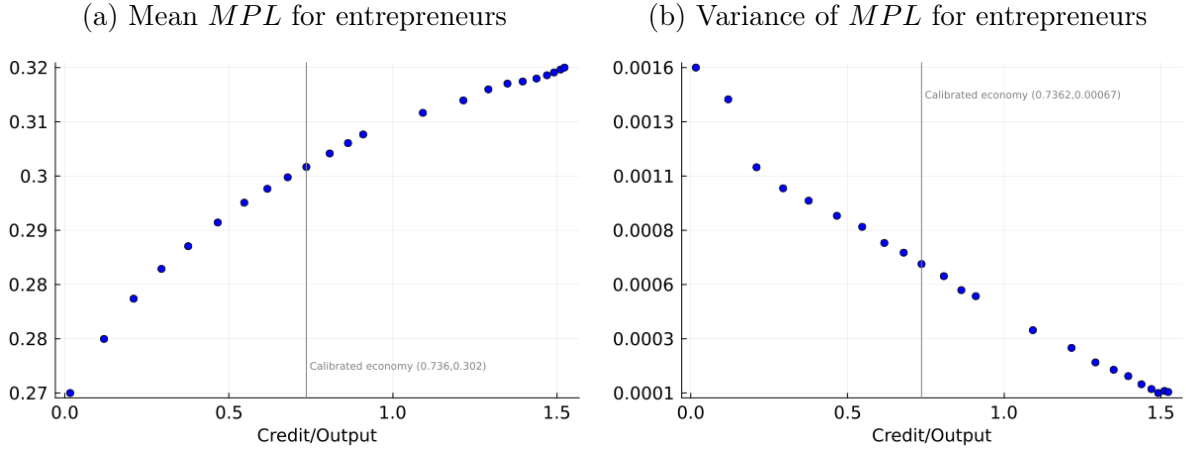 (a) Mean MPL for entrepreneurs
0.32
0.31
0.3
0.29
0.28
0.28
0.27
Calibrated economy (0.736,0.302)
0.0 0.5 1.0 1.5
Credit/Output
(b) Variance of MPL for entrepreneurs
0.0016
0.0013
0.0011
0.0008
0.0006
0.0003
0.0001
Calibrated economy (0.7362,0.00067)
0.0 0.5 1.0 1.5
Credit/Output